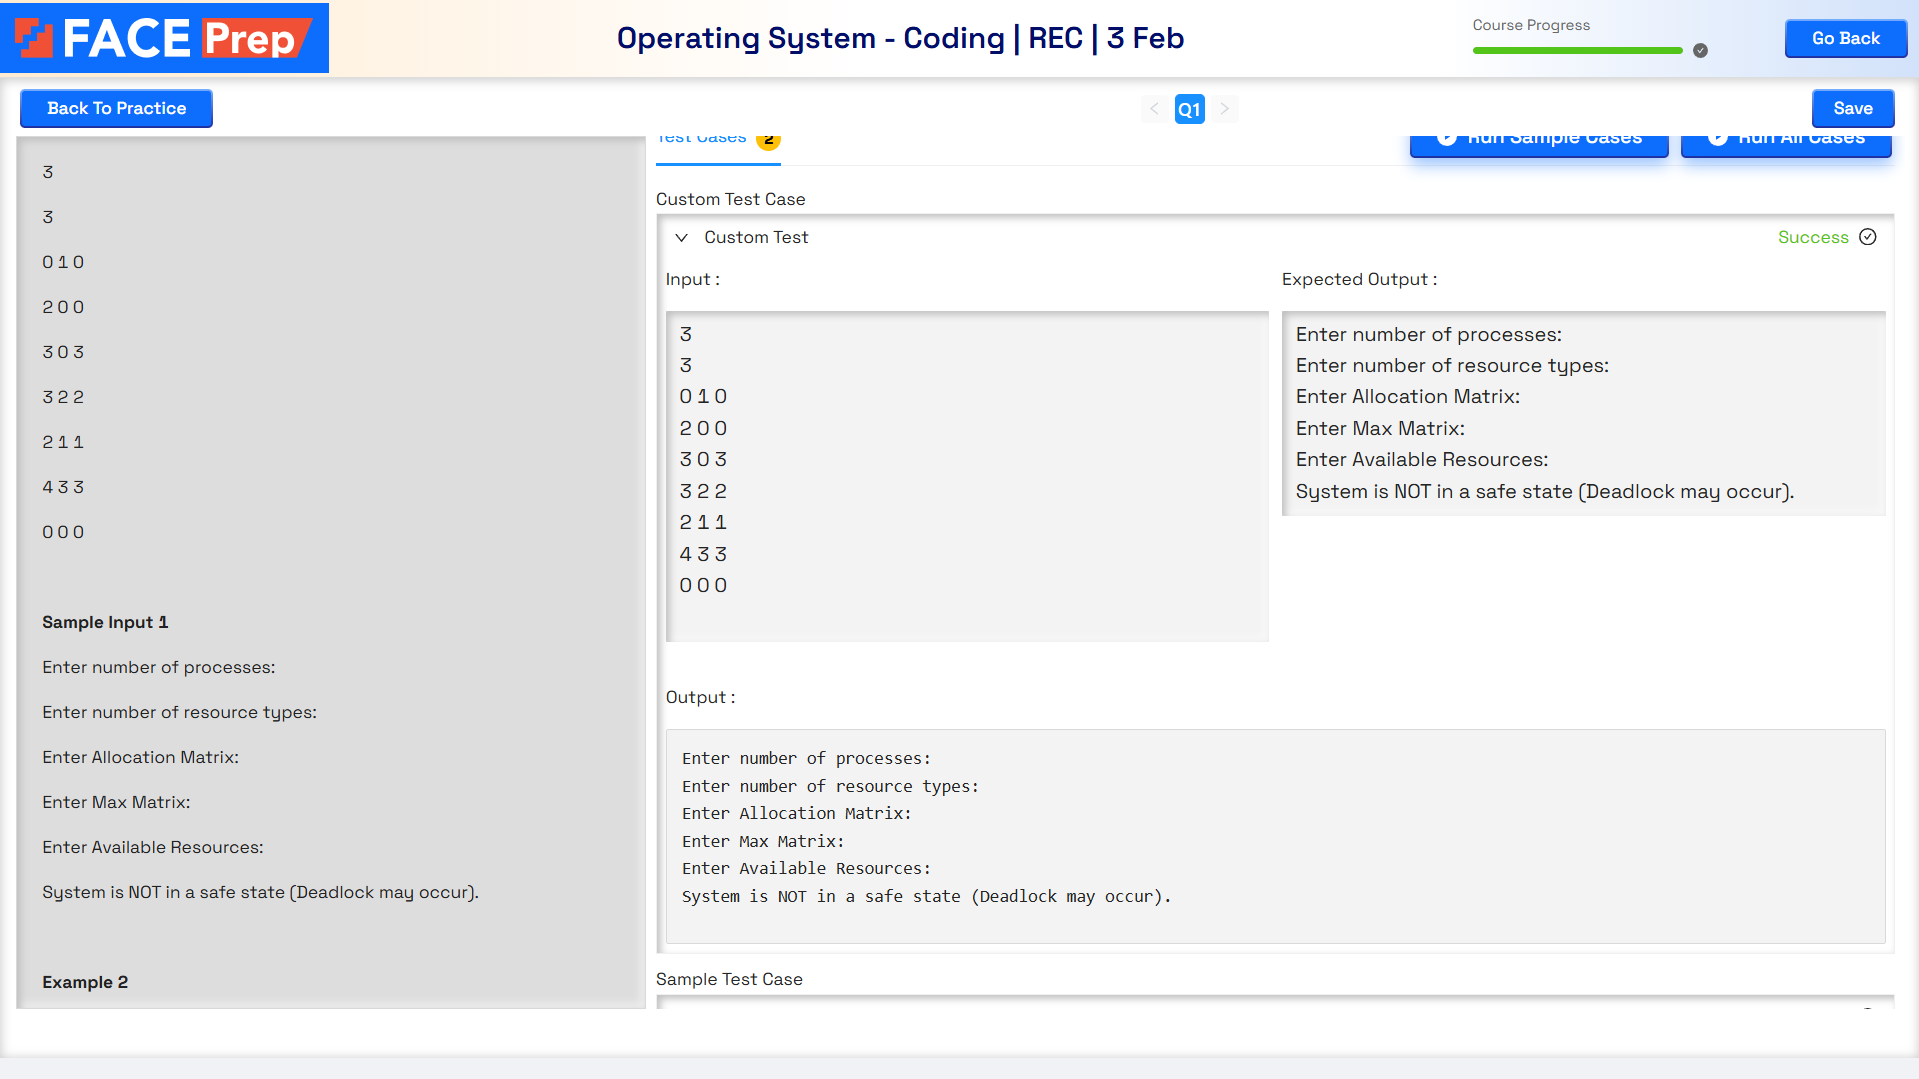 FACE Prep
Operating System - Coding | REC | 3 Feb
Course Progress
Go Back
Back To Practice
< Q1 >
Save
3
3
0 1 0
2 0 0
3 0 3
3 2 2
2 1 1
4 3 3
0 0 0
Sample Input 1
Enter number of processes:
Enter number of resource types:
Enter Allocation Matrix:
Enter Max Matrix:
Enter Available Resources:
System is NOT in a safe state (Deadlock may occur).
Example 2
Test Cases 2
Run Sample Cases
Run All Cases
Custom Test Case
Custom Test
Success
Input :
3
3
0 1 0
2 0 0
3 0 3
3 2 2
2 1 1
4 3 3
0 0 0
Expected Output :
Enter number of processes:
Enter number of resource types:
Enter Allocation Matrix:
Enter Max Matrix:
Enter Available Resources:
System is NOT in a safe state (Deadlock may occur).
Output :
Enter number of processes:
Enter number of resource types:
Enter Allocation Matrix:
Enter Max Matrix:
Enter Available Resources:
System is NOT in a safe state (Deadlock may occur).
Sample Test Case